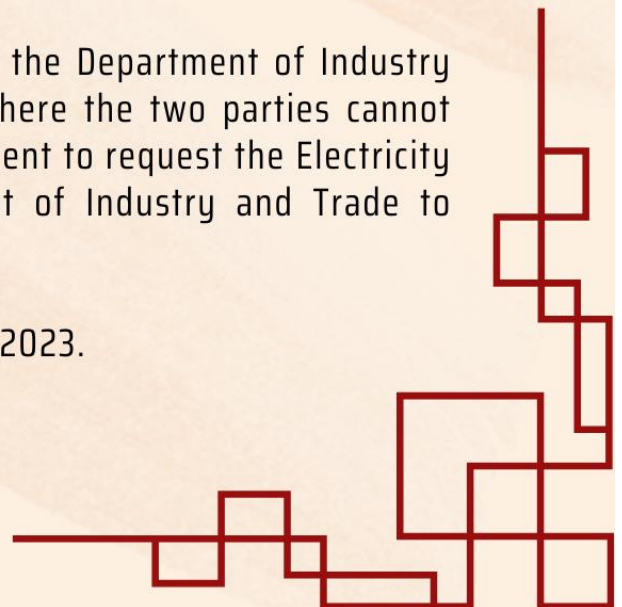 the Department of Industry
here the two parties cannot
ent to request the Electricity
t of Industry and Trade to
2023.